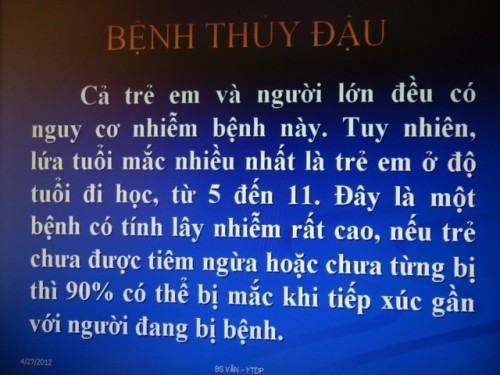 BỆNH THỦY ĐẬU
Cả trẻ em và người lớn đều có
nguy cơ nhiễm bệnh này. Tuy nhiên,
lứa tuổi mắc nhiều nhất là trẻ em ở độ
tuổi đi học, từ 5 đến 11. Đây là một
bệnh có tính lây nhiễm rất cao, nếu trẻ
chưa được tiêm ngừa hoặc chưa từng bị
thì 90% có thể bị mắc khi tiếp xúc gần
với người đang bị bệnh.
4/27/2012
BS VÂN - YTDP